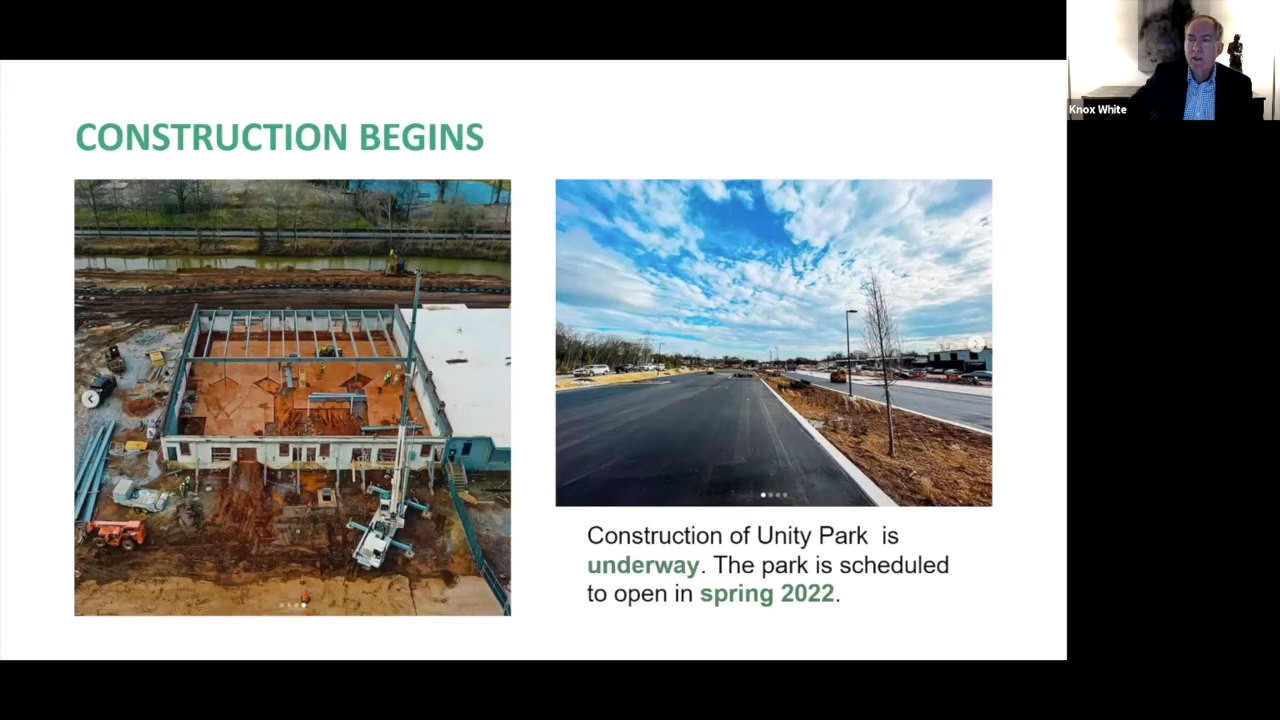 CONSTRUCTION BEGINS
Knox White
Construction of Unity Park is
underway. The park is scheduled
to open in spring 2022.